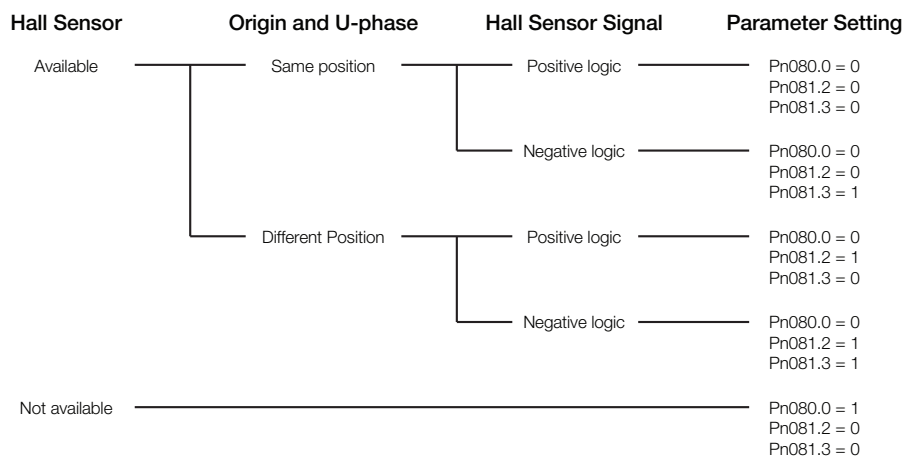 Hall Sensor Origin and U-phase Hall Sensor Signal Parameter Setting
Available Same position Positive logic Pn080.0 = 0
Pn081.2 = 0
Pn081.3 = 0
Negative logic Pn080.0 = 0
Pn081.2 = 0
Pn081.3 = 1
Different Position Positive logic Pn080.0 = 0
Pn081.2 = 1
Pn081.3 = 0
Negative logic Pn080.0 = 0
Pn081.2 = 1
Pn081.3 = 1
Not available Pn080.0 = 1
Pn081.2 = 0
Pn081.3 = 0